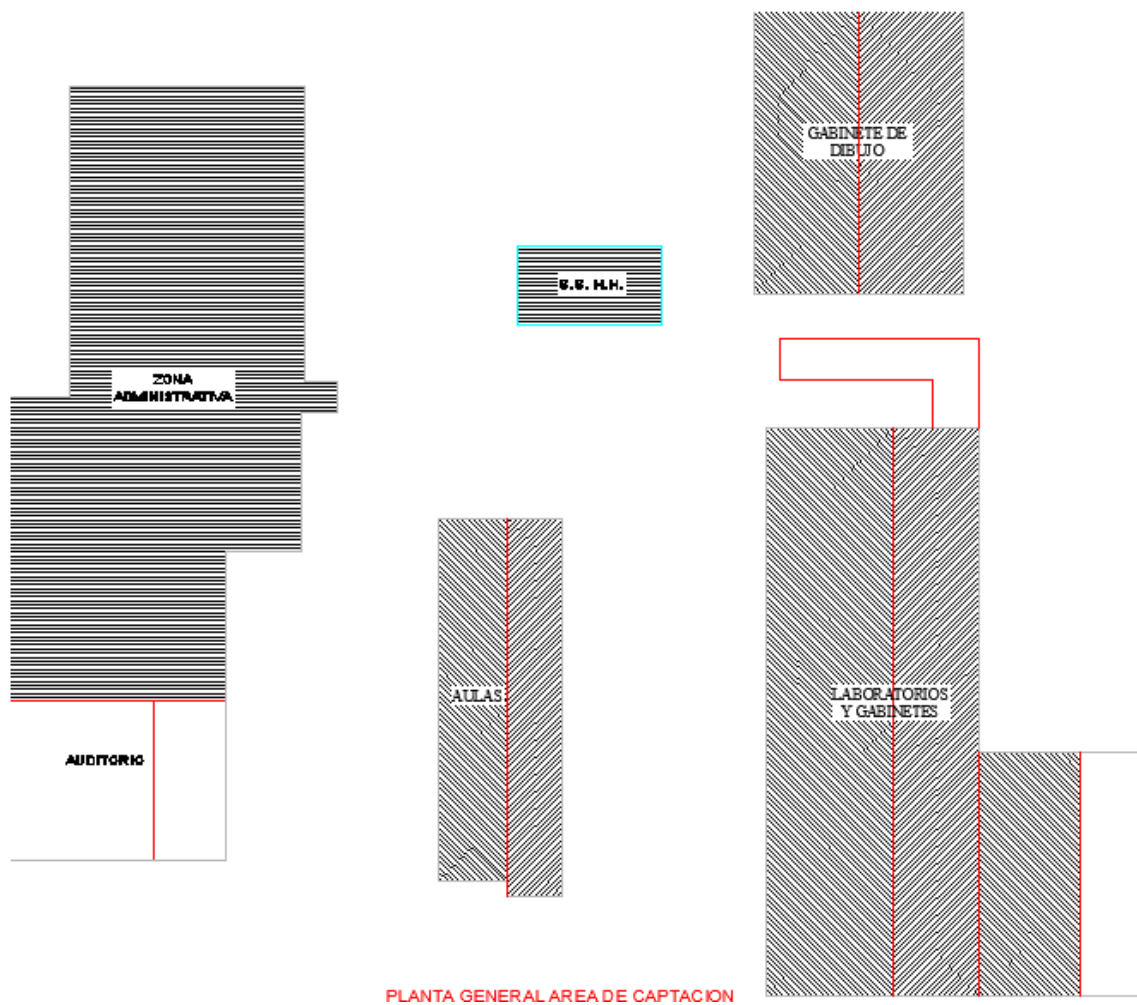 GABINETE DE
DIBUJO
S.S. H.H.
ZONA
ADMINISTRATIVA
AULAS
LABORATORIOS
Y GABINETES
AUDITORIO
PLANTA GENERAL AREA DE CAPTACION